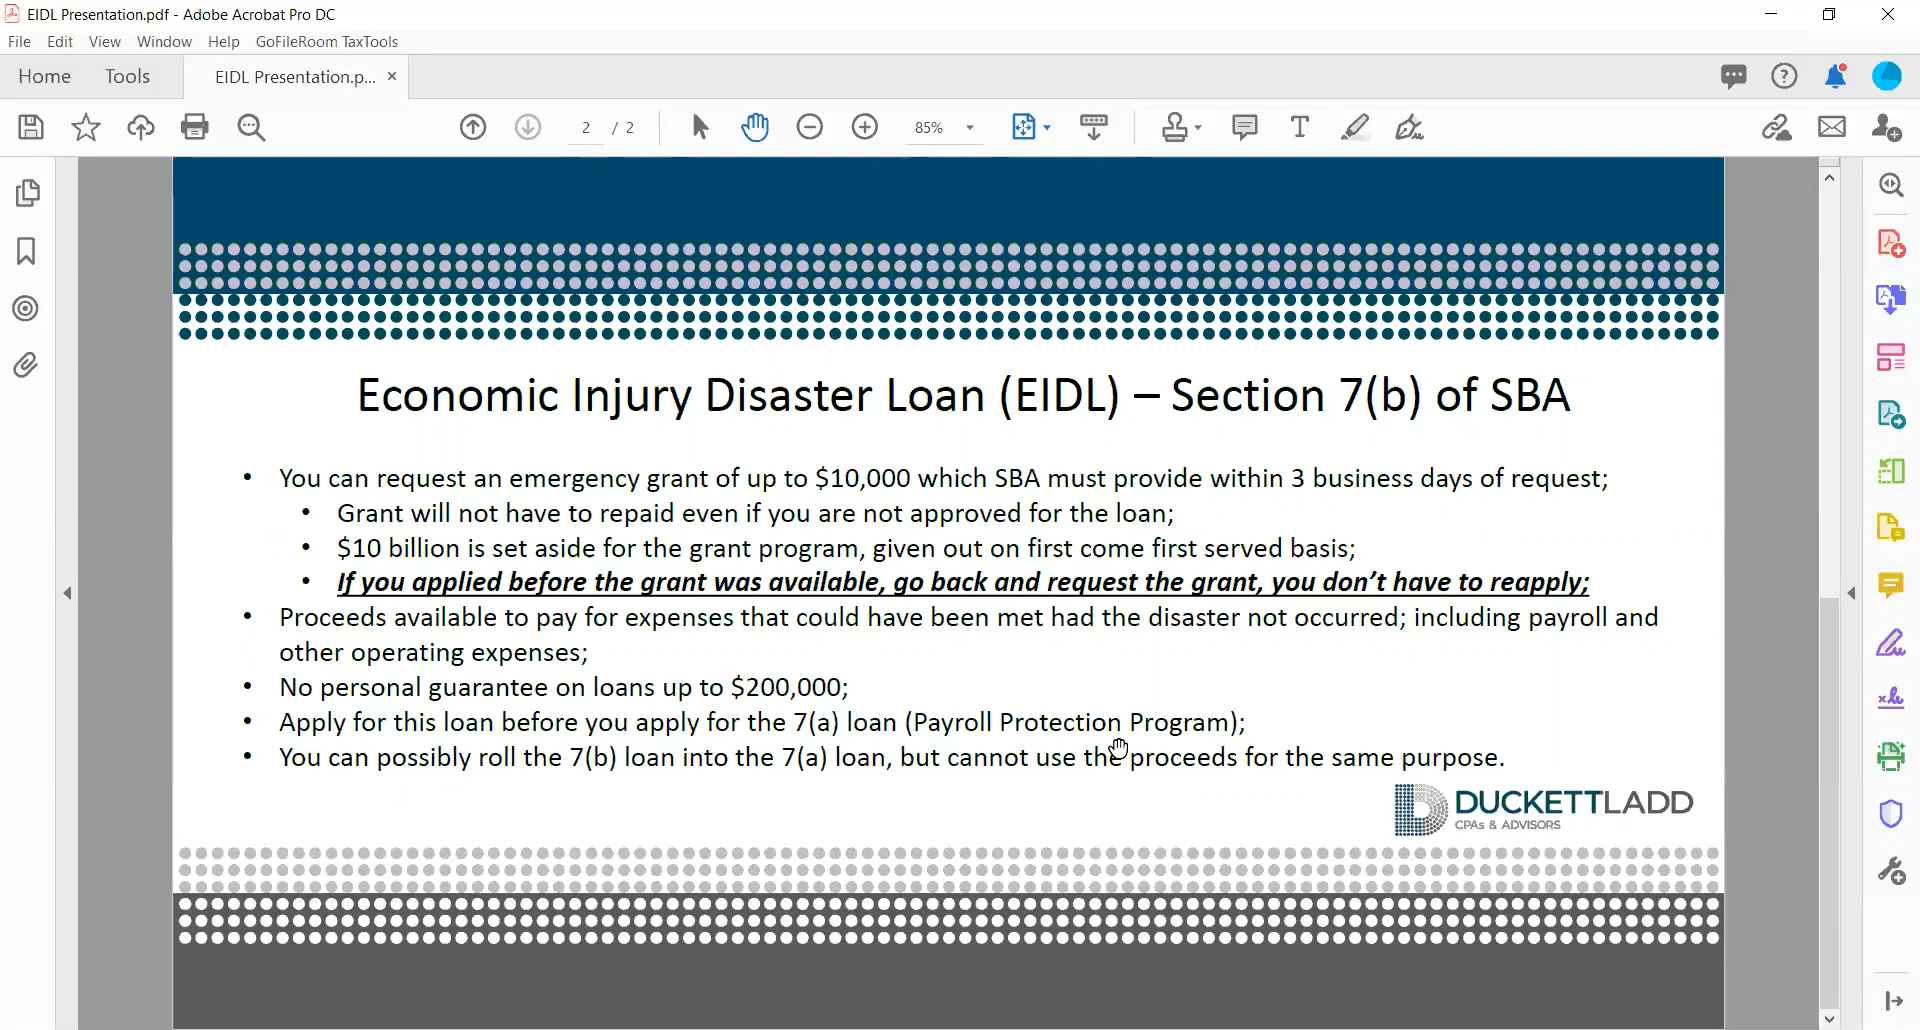 EIDL Presentation.pdf - Adobe Acrobat Pro DC
File Edit View Window Help GoFileRoom TaxTools
Home Tools EIDL Presentation.p... ×
2 / 2 85%
Economic Injury Disaster Loan (EIDL) – Section 7(b) of SBA
• You can request an emergency grant of up to $10,000 which SBA must provide within 3 business days of request;
• Grant will not have to repaid even if you are not approved for the loan;
• $10 billion is set aside for the grant program, given out on first come first served basis;
• If you applied before the grant was available, go back and request the grant, you don't have to reapply;
• Proceeds available to pay for expenses that could have been met had the disaster not occurred; including payroll and
other operating expenses;
• No personal guarantee on loans up to $200,000;
• Apply for this loan before you apply for the 7(a) loan (Payroll Protection Program);
• You can possibly roll the 7(b) loan into the 7(a) loan, but cannot use the proceeds for the same purpose.
DUCKETTLADD
CPAs & ADVISORS